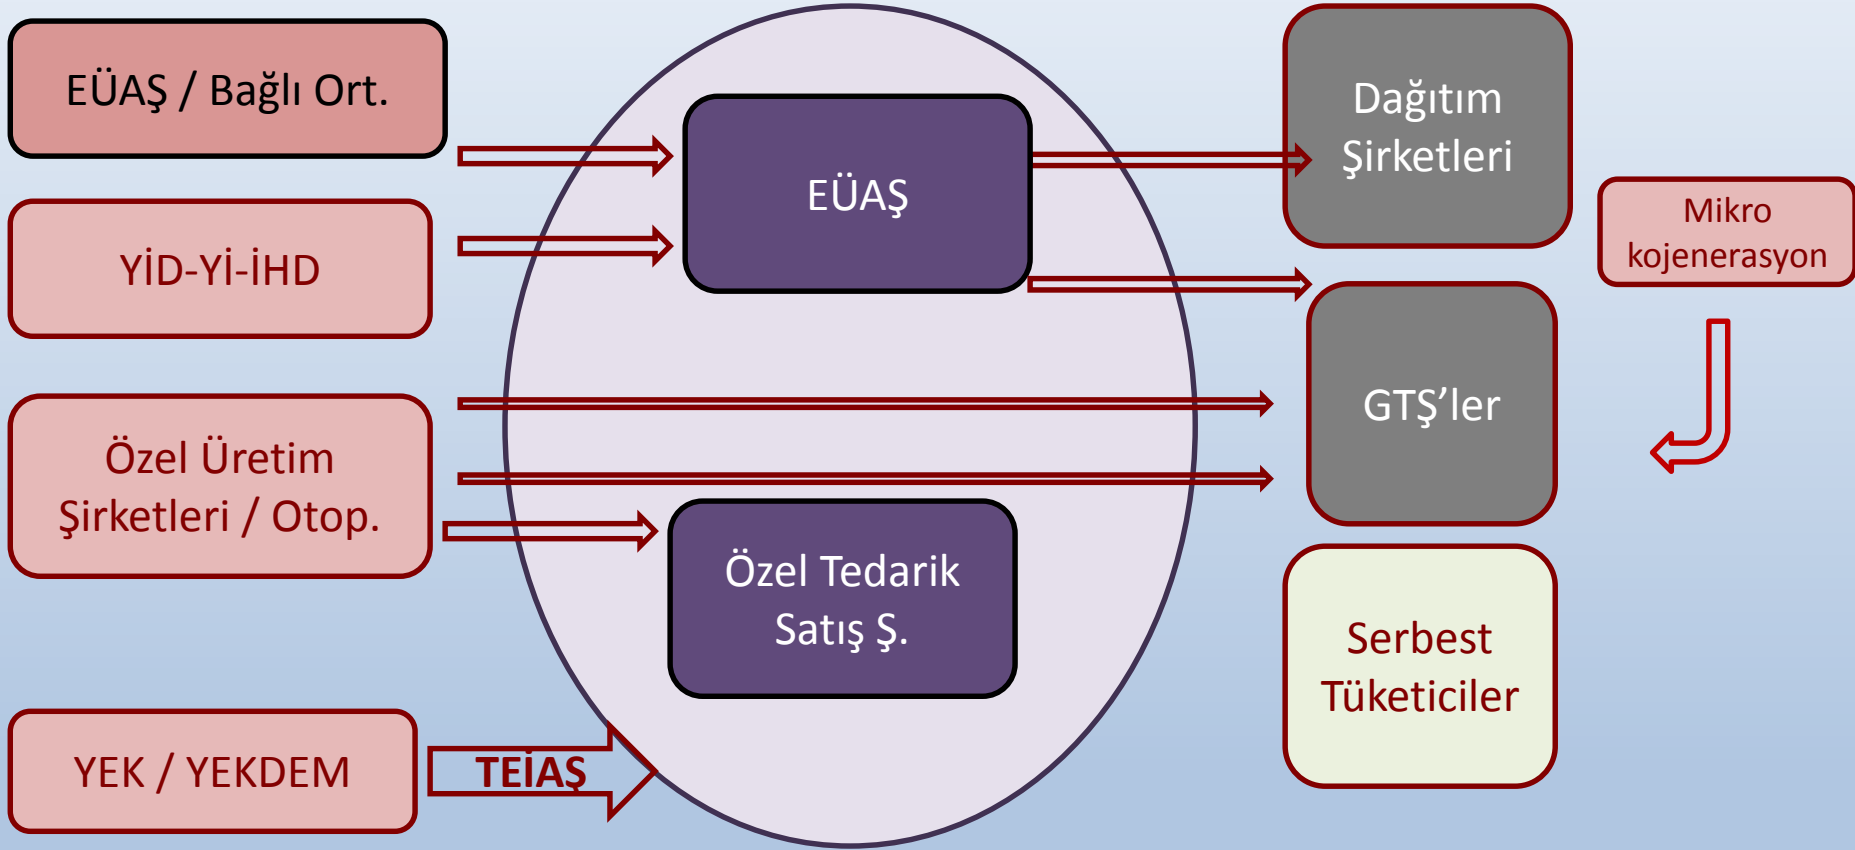 EÜAŞ / Bağlı Ort.
YİD-Yİ-İHD
Özel Üretim
Şirketleri / Otop.
YEK / YEKDEM
TEİAŞ
EÜAŞ
Özel Tedarik
Satış Ş.
Dağıtım
Şirketleri
GTŞ’ler
Serbest
Tüketiciler
Mikro
kojenerasyon